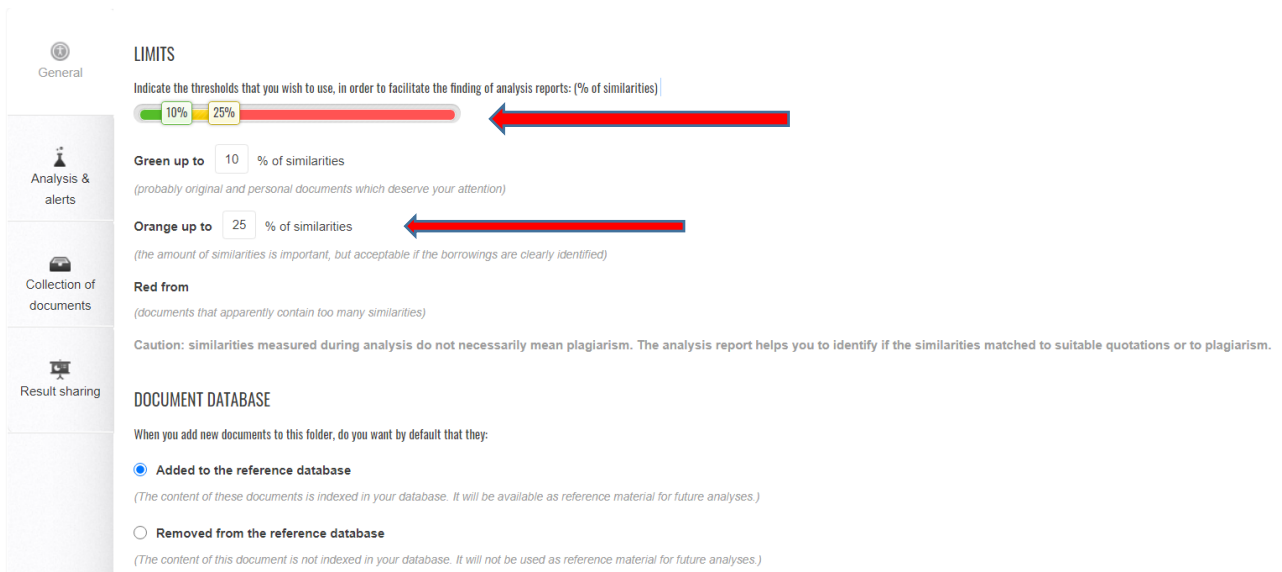 General
Analysis &
alerts
Collection of
documents
Result sharing
LIMITS
Indicate the thresholds that you wish to use, in order to facilitate the finding of analysis reports: (% of similarities)
10% 25%
Green up to 10 % of similarities
(probably original and personal documents which deserve your attention)
Orange up to 25 % of similarities
(the amount of similarities is important, but acceptable if the borrowings are clearly identified)
Red from
(documents that apparently contain too many similarities)
Caution: similarities measured during analysis do not necessarily mean plagiarism. The analysis report helps you to identify if the similarities matched to suitable quotations or to plagiarism.
DOCUMENT DATABASE
When you add new documents to this folder, do you want by default that they:
Added to the reference database
(The content of these documents is indexed in your database. It will be available as reference material for future analyses.)
Removed from the reference database
(The content of this document is not indexed in your database. It will not be used as reference material for future analyses.)